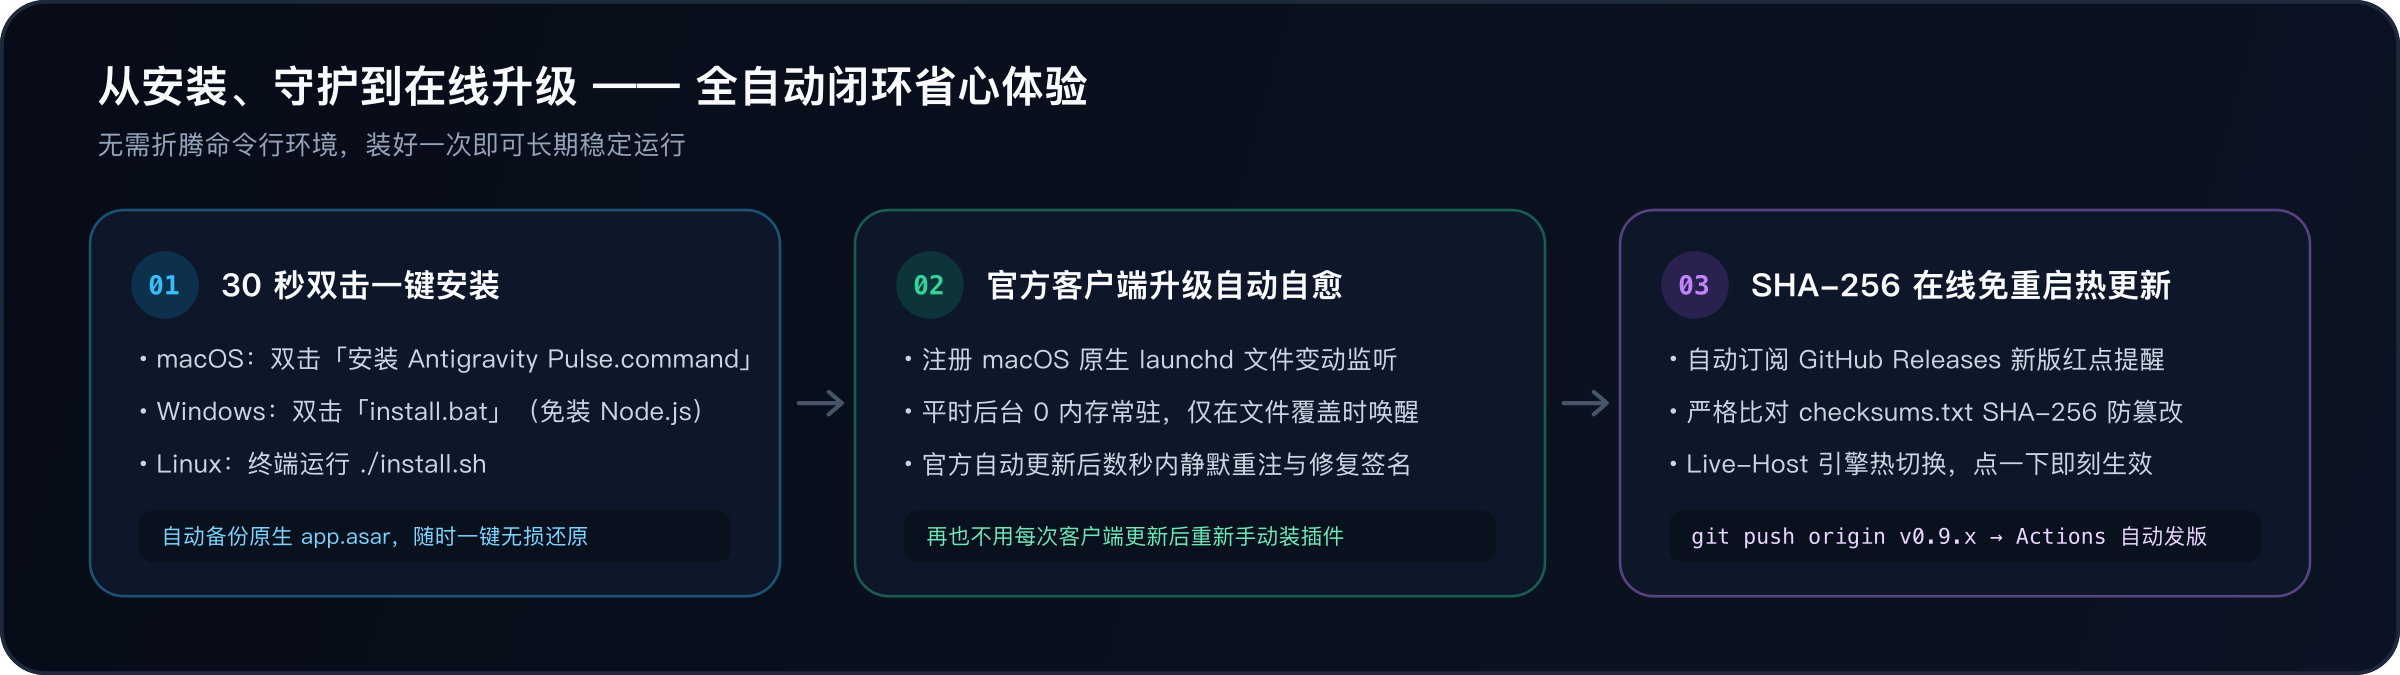 从安装、守护到在线升级 —— 全自动闭环省心体验
无需折腾命令行环境，装好一次即可长期稳定运行
01 30 秒双击一键安装
• macOS：双击「安装 Antigravity Pulse.command」
• Windows：双击「install.bat」（免装 Node.js）
• Linux：终端运行 ./install.sh
自动备份原生 app.asar，随时一键无损还原
02 官方客户端升级自动自愈
• 注册 macOS 原生 launchd 文件变动监听
• 平时后台 0 内存常驻，仅在文件覆盖时唤醒
• 官方自动更新后数秒内静默重注与修复签名
再也不用每次客户端更新后重新手动装插件
03 SHA-256 在线免重启热更新
• 自动订阅 GitHub Releases 新版红点提醒
• 严格比对 checksums.txt SHA-256 防篡改
• Live-Host 引擎热切换，点一下即刻生效
git push origin v0.9.x → Actions 自动发版